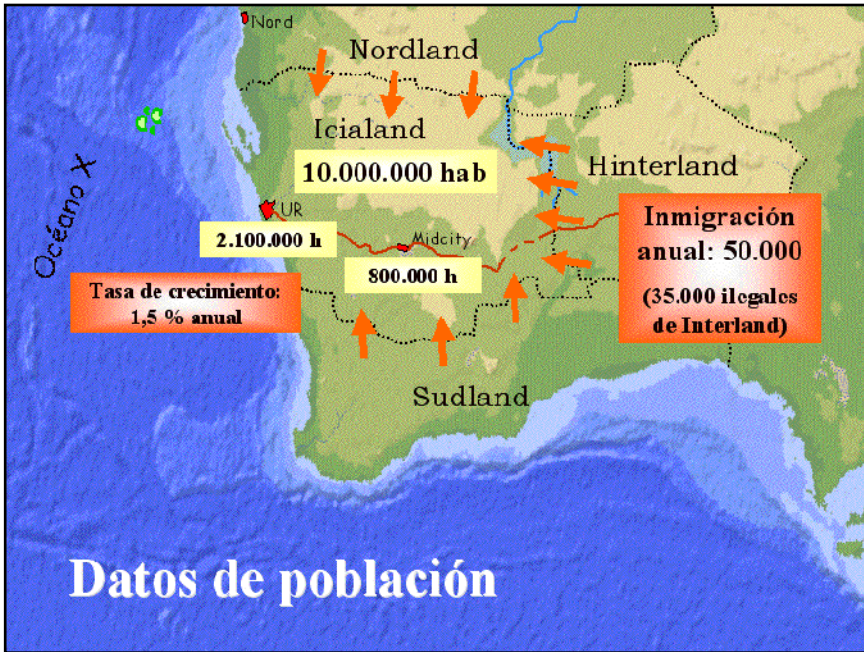 Nord
Nordland
Icialand
10.000.000 hab
Hinterland
Océano X
UR
2.100.000 h
Midcity
800.000 h
Inmigración
anual: 50.000
(35.000 ilegales
de Interland)
Tasa de crecimiento:
1,5 % anual
Sudland
Datos de población